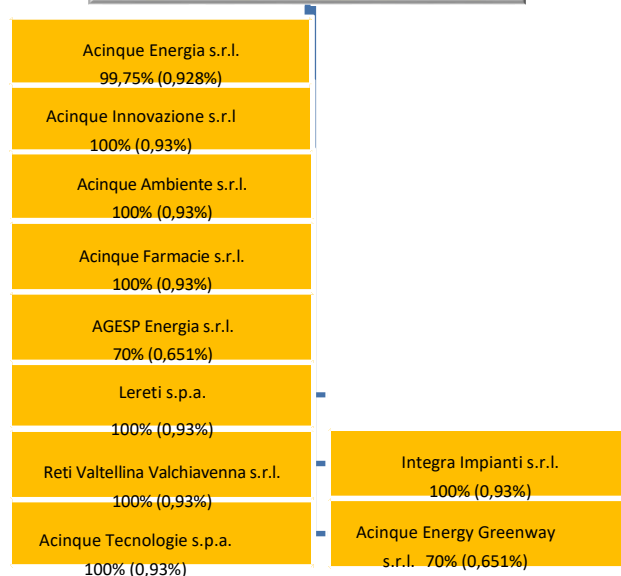 Acinque Energia s.r.l.
99,75% (0,928%)
Acinque Innovazione s.r.l
100% (0,93%)
Acinque Ambiente s.r.l.
100% (0,93%)
Acinque Farmacie s.r.l.
100% (0,93%)
AGESP Energia s.r.l.
70% (0,651%)
Lereti s.p.a.
100% (0,93%)
Reti Valtellina Valchiavenna s.r.l.
100% (0,93%)
Acinque Tecnologie s.p.a.
100% (0,93%)
Integra Impianti s.r.l.
100% (0,93%)
Acinque Energy Greenway
s.r.l. 70% (0,651%)